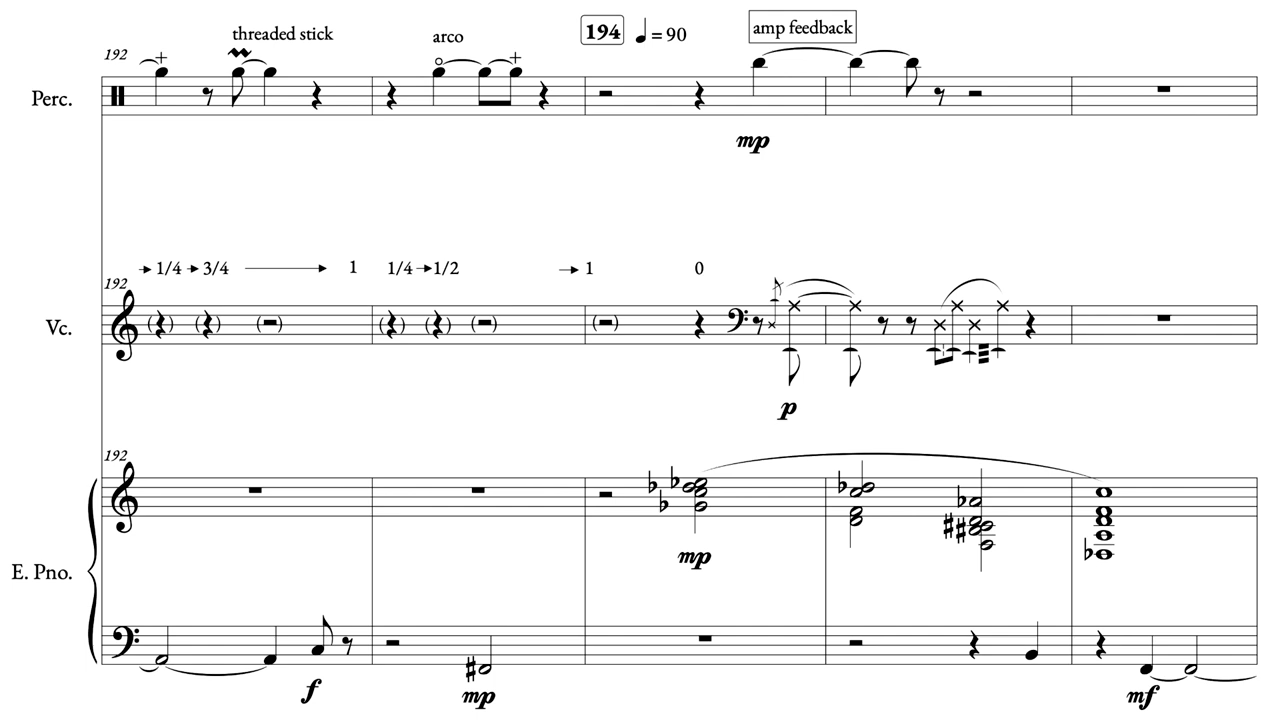 192
threaded stick
arco
194 ♩ = 90
amp feedback
Perc.
mp
1/4 3/4 1 1/4 1/2 1 0
192
Vc.
p
192
mp
E. Pno.
f mp mf